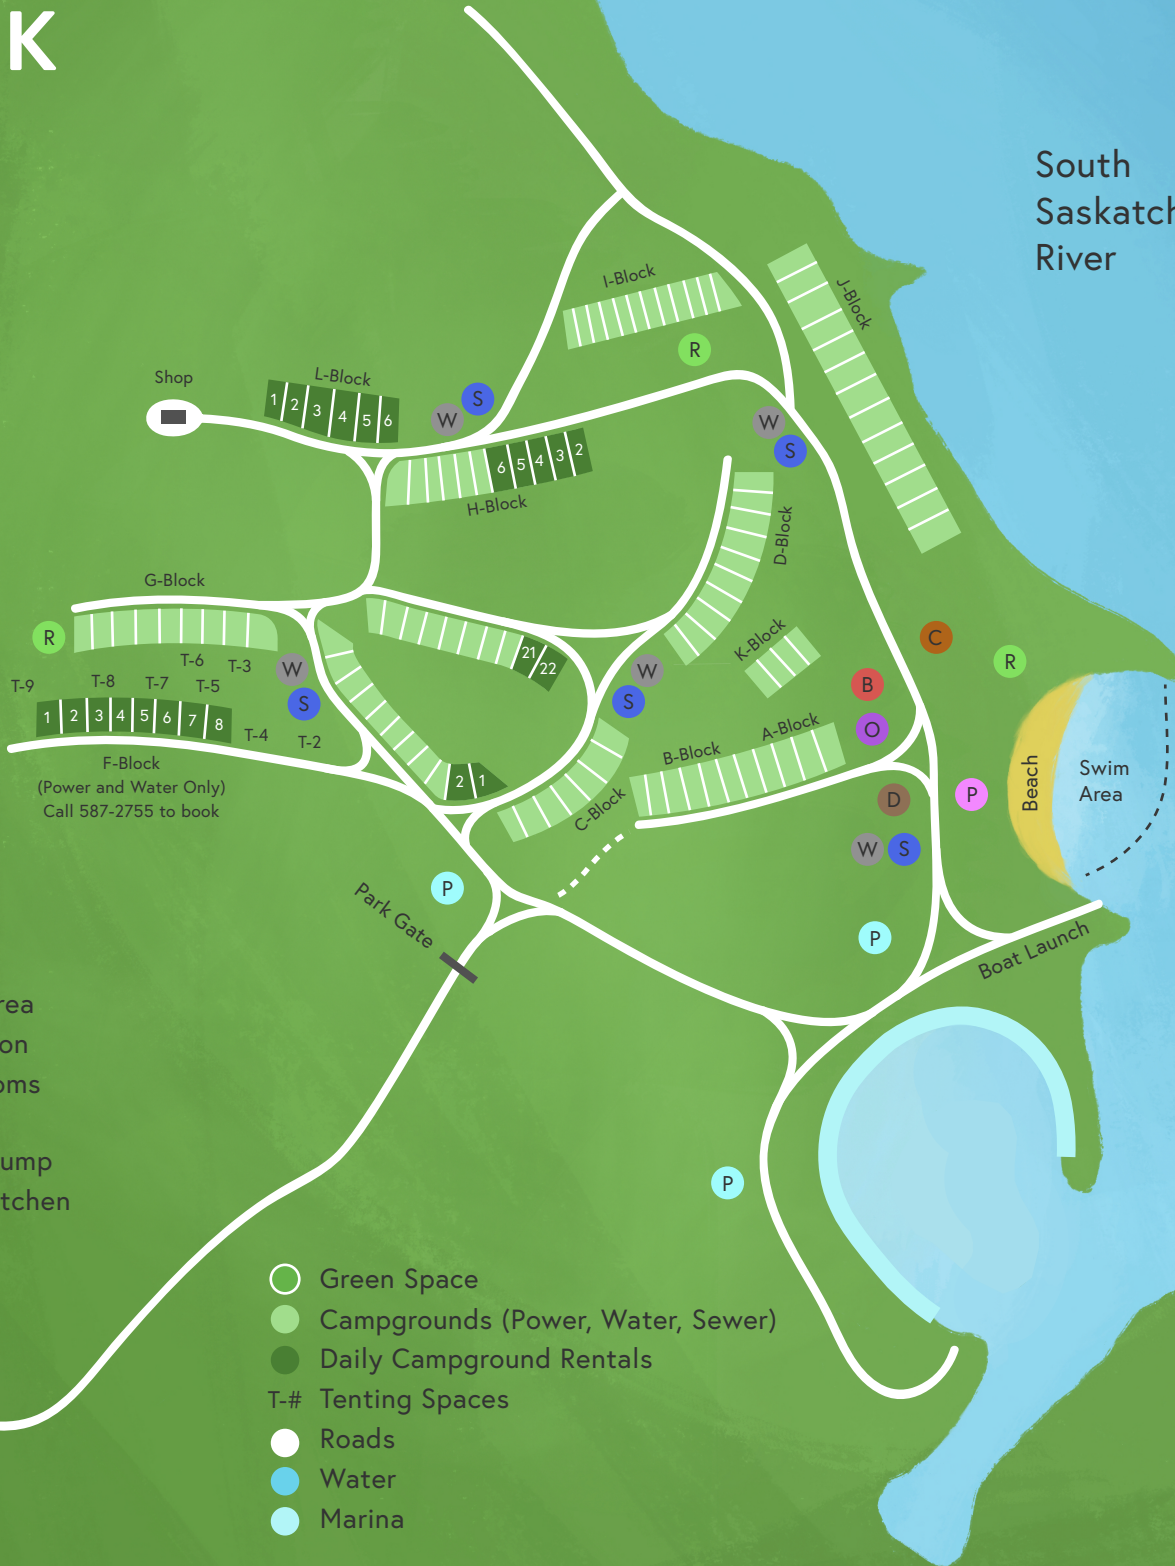 K
South
Saskatch
River
I-Block
J-Block
R
Shop
L-Block
1 2 3 4 5 6
S
W
W
S
6 5 4 3 2
H-Block
D-Block
G-Block
R
T-6 T-3
W
S
T-9 T-8 T-7 T-5
1 2 3 4 5 6 7 8
T-4 T-2
F-Block
(Power and Water Only)
Call 587-2755 to book
21
22
W
S
K-Block
C
R
B
O
A-Block
B-Block
2 1
C-Block
D
P
Beach
Swim
Area
W
S
P
Park Gate
P
Boat Launch
rea
on
oms
ump
tchen
P
Green Space
Campgrounds (Power, Water, Sewer)
Daily Campground Rentals
T-# Tenting Spaces
Roads
Water
Marina